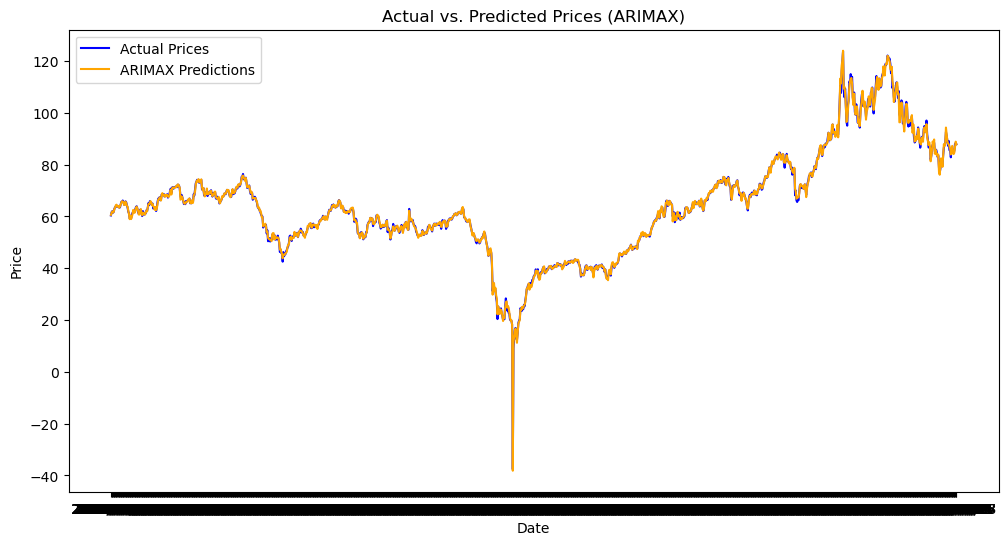 Actual vs. Predicted Prices (ARIMAX)
Actual Prices
ARIMAX Predictions
120
100
80
60
40
20
0
−20
−40
Price
Date